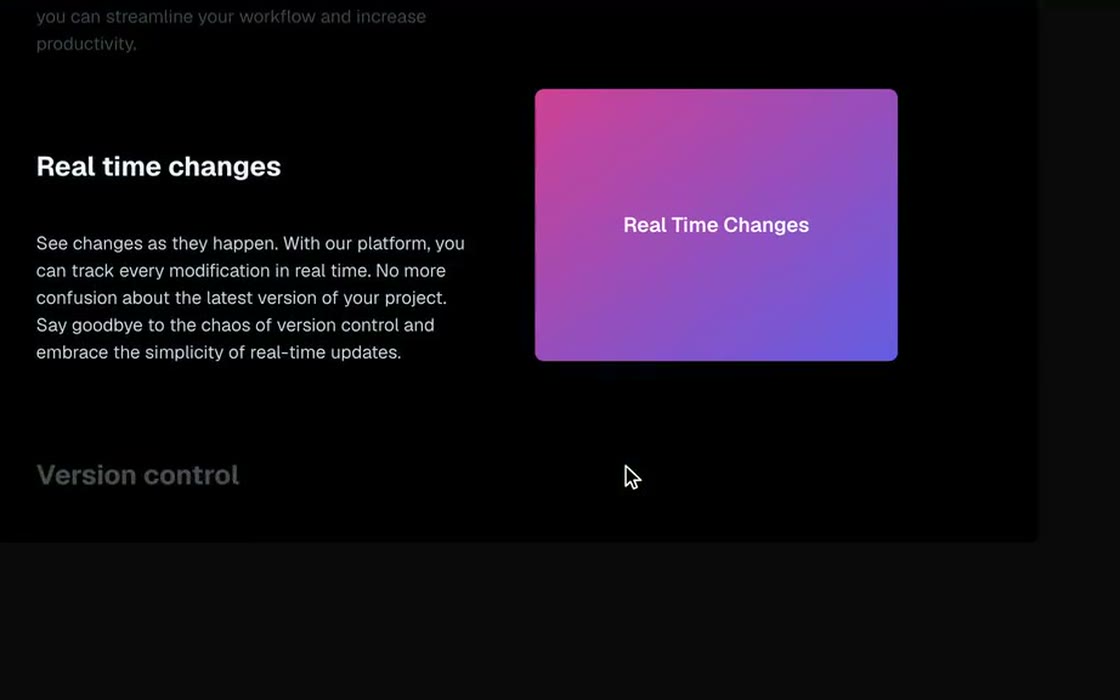 you can streamline your workflow and increase
productivity.
Real time changes
See changes as they happen. With our platform, you
can track every modification in real time. No more
confusion about the latest version of your project.
Say goodbye to the chaos of version control and
embrace the simplicity of real-time updates.
Real Time Changes
Version control